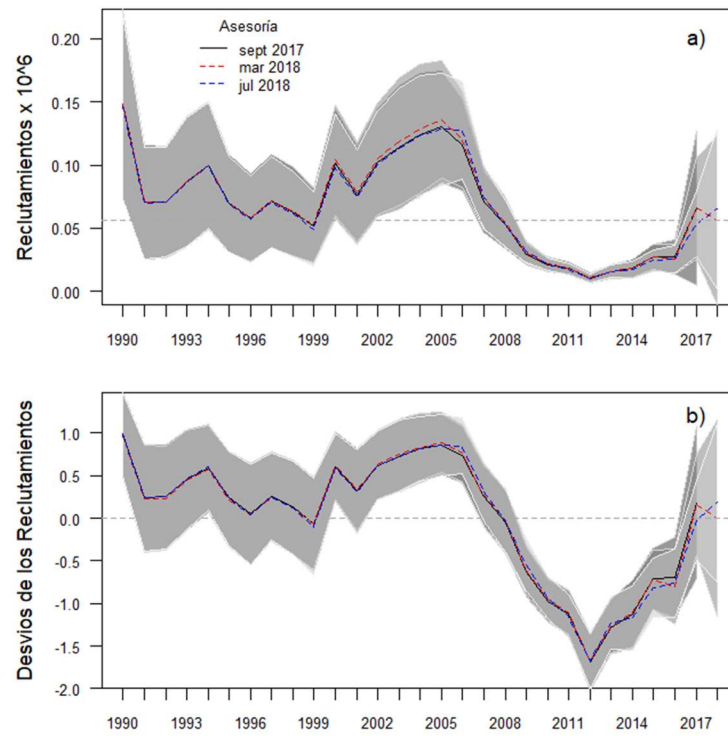 Asesoría
sept 2017
mar 2018
jul 2018
a)
Reclutamientos x 10^6
0.20
0.15
0.10
0.05
0.00
1990 1993 1996 1999 2002 2005 2008 2011 2014 2017
b)
Desvios de los Reclutamientos
1.0
0.5
0.0
-0.5
-1.0
-1.5
-2.0
1990 1993 1996 1999 2002 2005 2008 2011 2014 2017